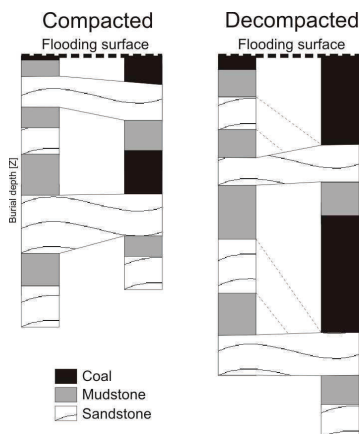 Compacted
Flooding surface
Decompacted
Flooding surface
Burial depth [Z]
Coal
Mudstone
Sandstone